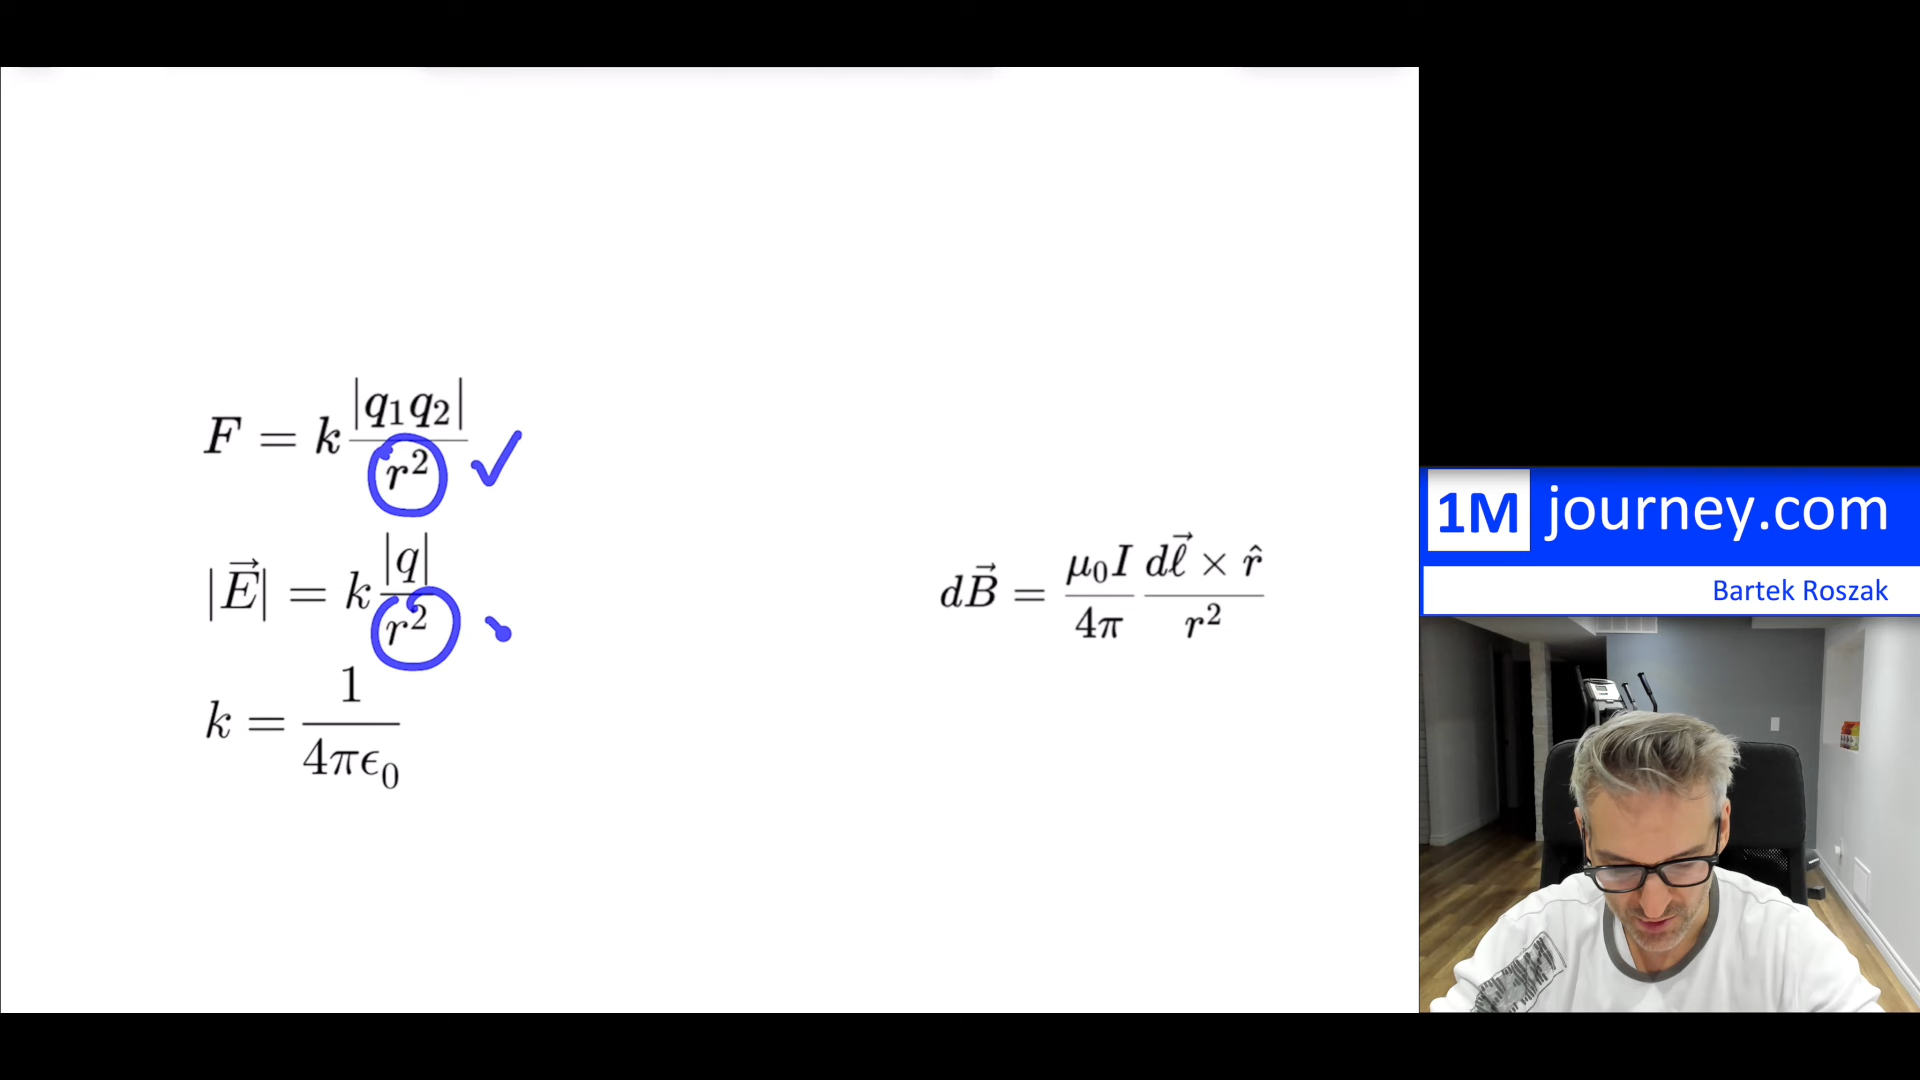 F = k |q₁q₂| / r² ✓
|E⃗| = k |q| / r²
k = 1 / 4πϵ₀
dB⃗ = μ₀I / 4π dℓ⃗ × r̂ / r²
1M journey.com
Bartek Roszak